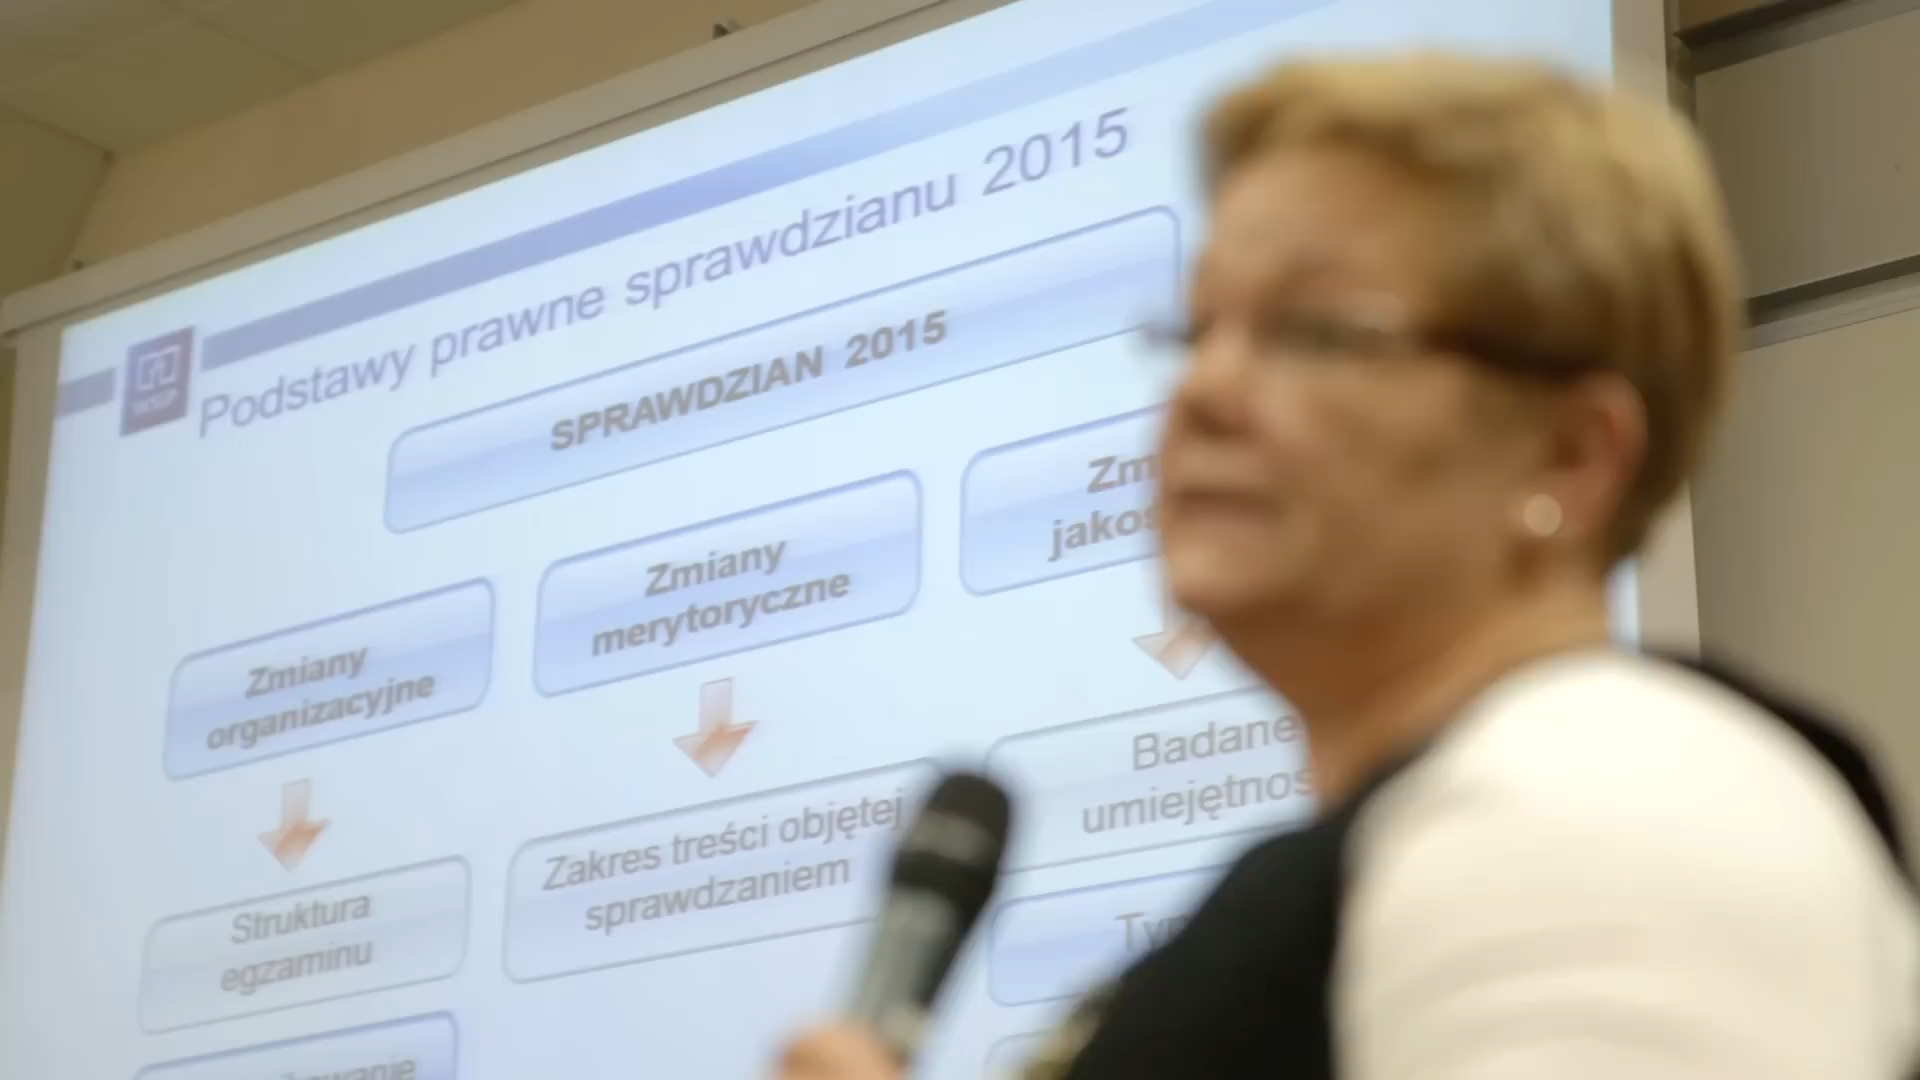 Podstawy prawne sprawdzianu 2015
SPRAWDZIAN 2015
Zmiany
organizacyjne
Zmiany
merytoryczne
Struktura
egzaminu
Zakres treści objętej
sprawdzaniem
Badane